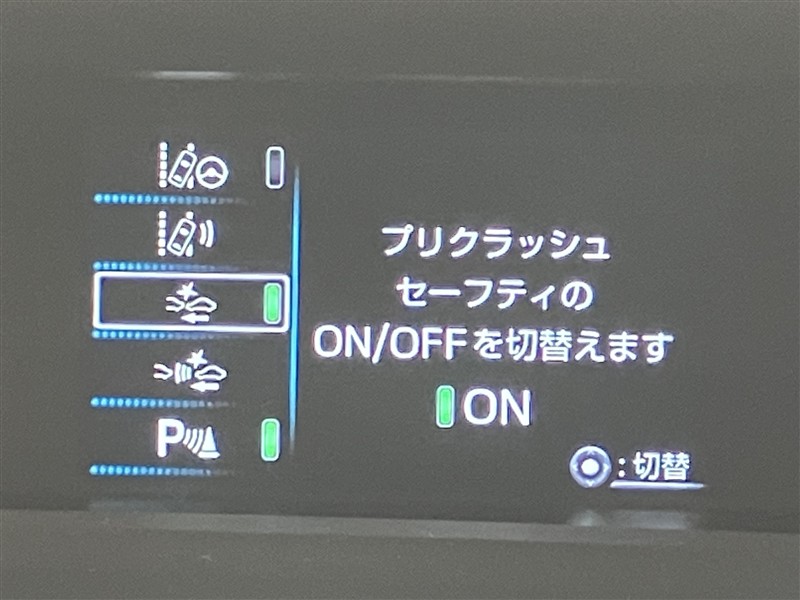 プリクラッシュ
セーフティの
ON/OFFを切替えます
ON
P
:切替